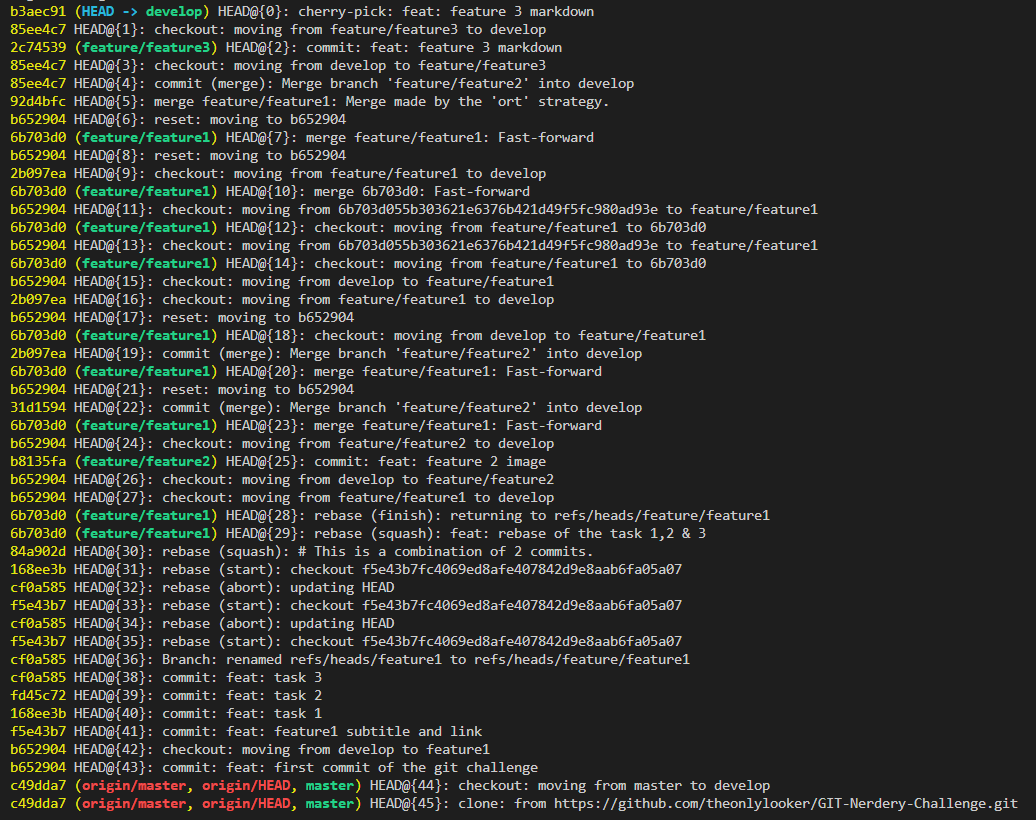 b3aec91 (HEAD -> develop) HEAD@{0}: cherry-pick: feat: feature 3 markdown
85ee4c7 HEAD@{1}: checkout: moving from feature/feature3 to develop
2c74539 (feature/feature3) HEAD@{2}: commit: feat: feature 3 markdown
85ee4c7 HEAD@{3}: checkout: moving from develop to feature/feature3
85ee4c7 HEAD@{4}: commit (merge): Merge branch 'feature/feature2' into develop
92d4bfc HEAD@{5}: merge feature/feature1: Merge made by the 'ort' strategy.
b652904 HEAD@{6}: reset: moving to b652904
6b703d0 (feature/feature1) HEAD@{7}: merge feature/feature1: Fast-forward
b652904 HEAD@{8}: reset: moving to b652904
2b097ea HEAD@{9}: checkout: moving from feature/feature1 to develop
6b703d0 (feature/feature1) HEAD@{10}: merge 6b703d0: Fast-forward
b652904 HEAD@{11}: checkout: moving from 6b703d055b303621e6376b421d49f5fc980ad93e to feature/feature1
6b703d0 (feature/feature1) HEAD@{12}: checkout: moving from feature/feature1 to 6b703d0
b652904 HEAD@{13}: checkout: moving from 6b703d055b303621e6376b421d49f5fc980ad93e to feature/feature1
6b703d0 (feature/feature1) HEAD@{14}: checkout: moving from feature/feature1 to 6b703d0
b652904 HEAD@{15}: checkout: moving from develop to feature/feature1
2b097ea HEAD@{16}: checkout: moving from feature/feature1 to develop
b652904 HEAD@{17}: reset: moving to b652904
6b703d0 (feature/feature1) HEAD@{18}: checkout: moving from develop to feature/feature1
2b097ea HEAD@{19}: commit (merge): Merge branch 'feature/feature2' into develop
6b703d0 (feature/feature1) HEAD@{20}: merge feature/feature1: Fast-forward
b652904 HEAD@{21}: reset: moving to b652904
31d1594 HEAD@{22}: commit (merge): Merge branch 'feature/feature2' into develop
6b703d0 (feature/feature1) HEAD@{23}: merge feature/feature1: Fast-forward
b652904 HEAD@{24}: checkout: moving from feature/feature2 to develop
b8135fa (feature/feature2) HEAD@{25}: commit: feat: feature 2 image
b652904 HEAD@{26}: checkout: moving from develop to feature/feature2
b652904 HEAD@{27}: checkout: moving from feature/feature1 to develop
6b703d0 (feature/feature1) HEAD@{28}: rebase (finish): returning to refs/heads/feature/feature1
6b703d0 (feature/feature1) HEAD@{29}: rebase (squash): feat: rebase of the task 1,2 & 3
84a902d HEAD@{30}: rebase (squash): # This is a combination of 2 commits.
168ee3b HEAD@{31}: rebase (start): checkout f5e43b7fc4069ed8afe407842d9e8aab6fa05a07
cf0a585 HEAD@{32}: rebase (abort): updating HEAD
f5e43b7 HEAD@{33}: rebase (start): checkout f5e43b7fc4069ed8afe407842d9e8aab6fa05a07
cf0a585 HEAD@{34}: rebase (abort): updating HEAD
f5e43b7 HEAD@{35}: rebase (start): checkout f5e43b7fc4069ed8afe407842d9e8aab6fa05a07
cf0a585 HEAD@{36}: Branch: renamed refs/heads/feature1 to refs/heads/feature/feature1
cf0a585 HEAD@{38}: commit: feat: task 3
fd45c72 HEAD@{39}: commit: feat: task 2
168ee3b HEAD@{40}: commit: feat: task 1
f5e43b7 HEAD@{41}: commit: feat: feature1 subtitle and link
b652904 HEAD@{42}: checkout: moving from develop to feature1
b652904 HEAD@{43}: commit: feat: first commit of the git challenge
c49dda7 (origin/master, origin/HEAD, master) HEAD@{44}: checkout: moving from master to develop
c49dda7 (origin/master, origin/HEAD, master) HEAD@{45}: clone: from https://github.com/theonlylooker/GIT-Nerdery-Challenge.git